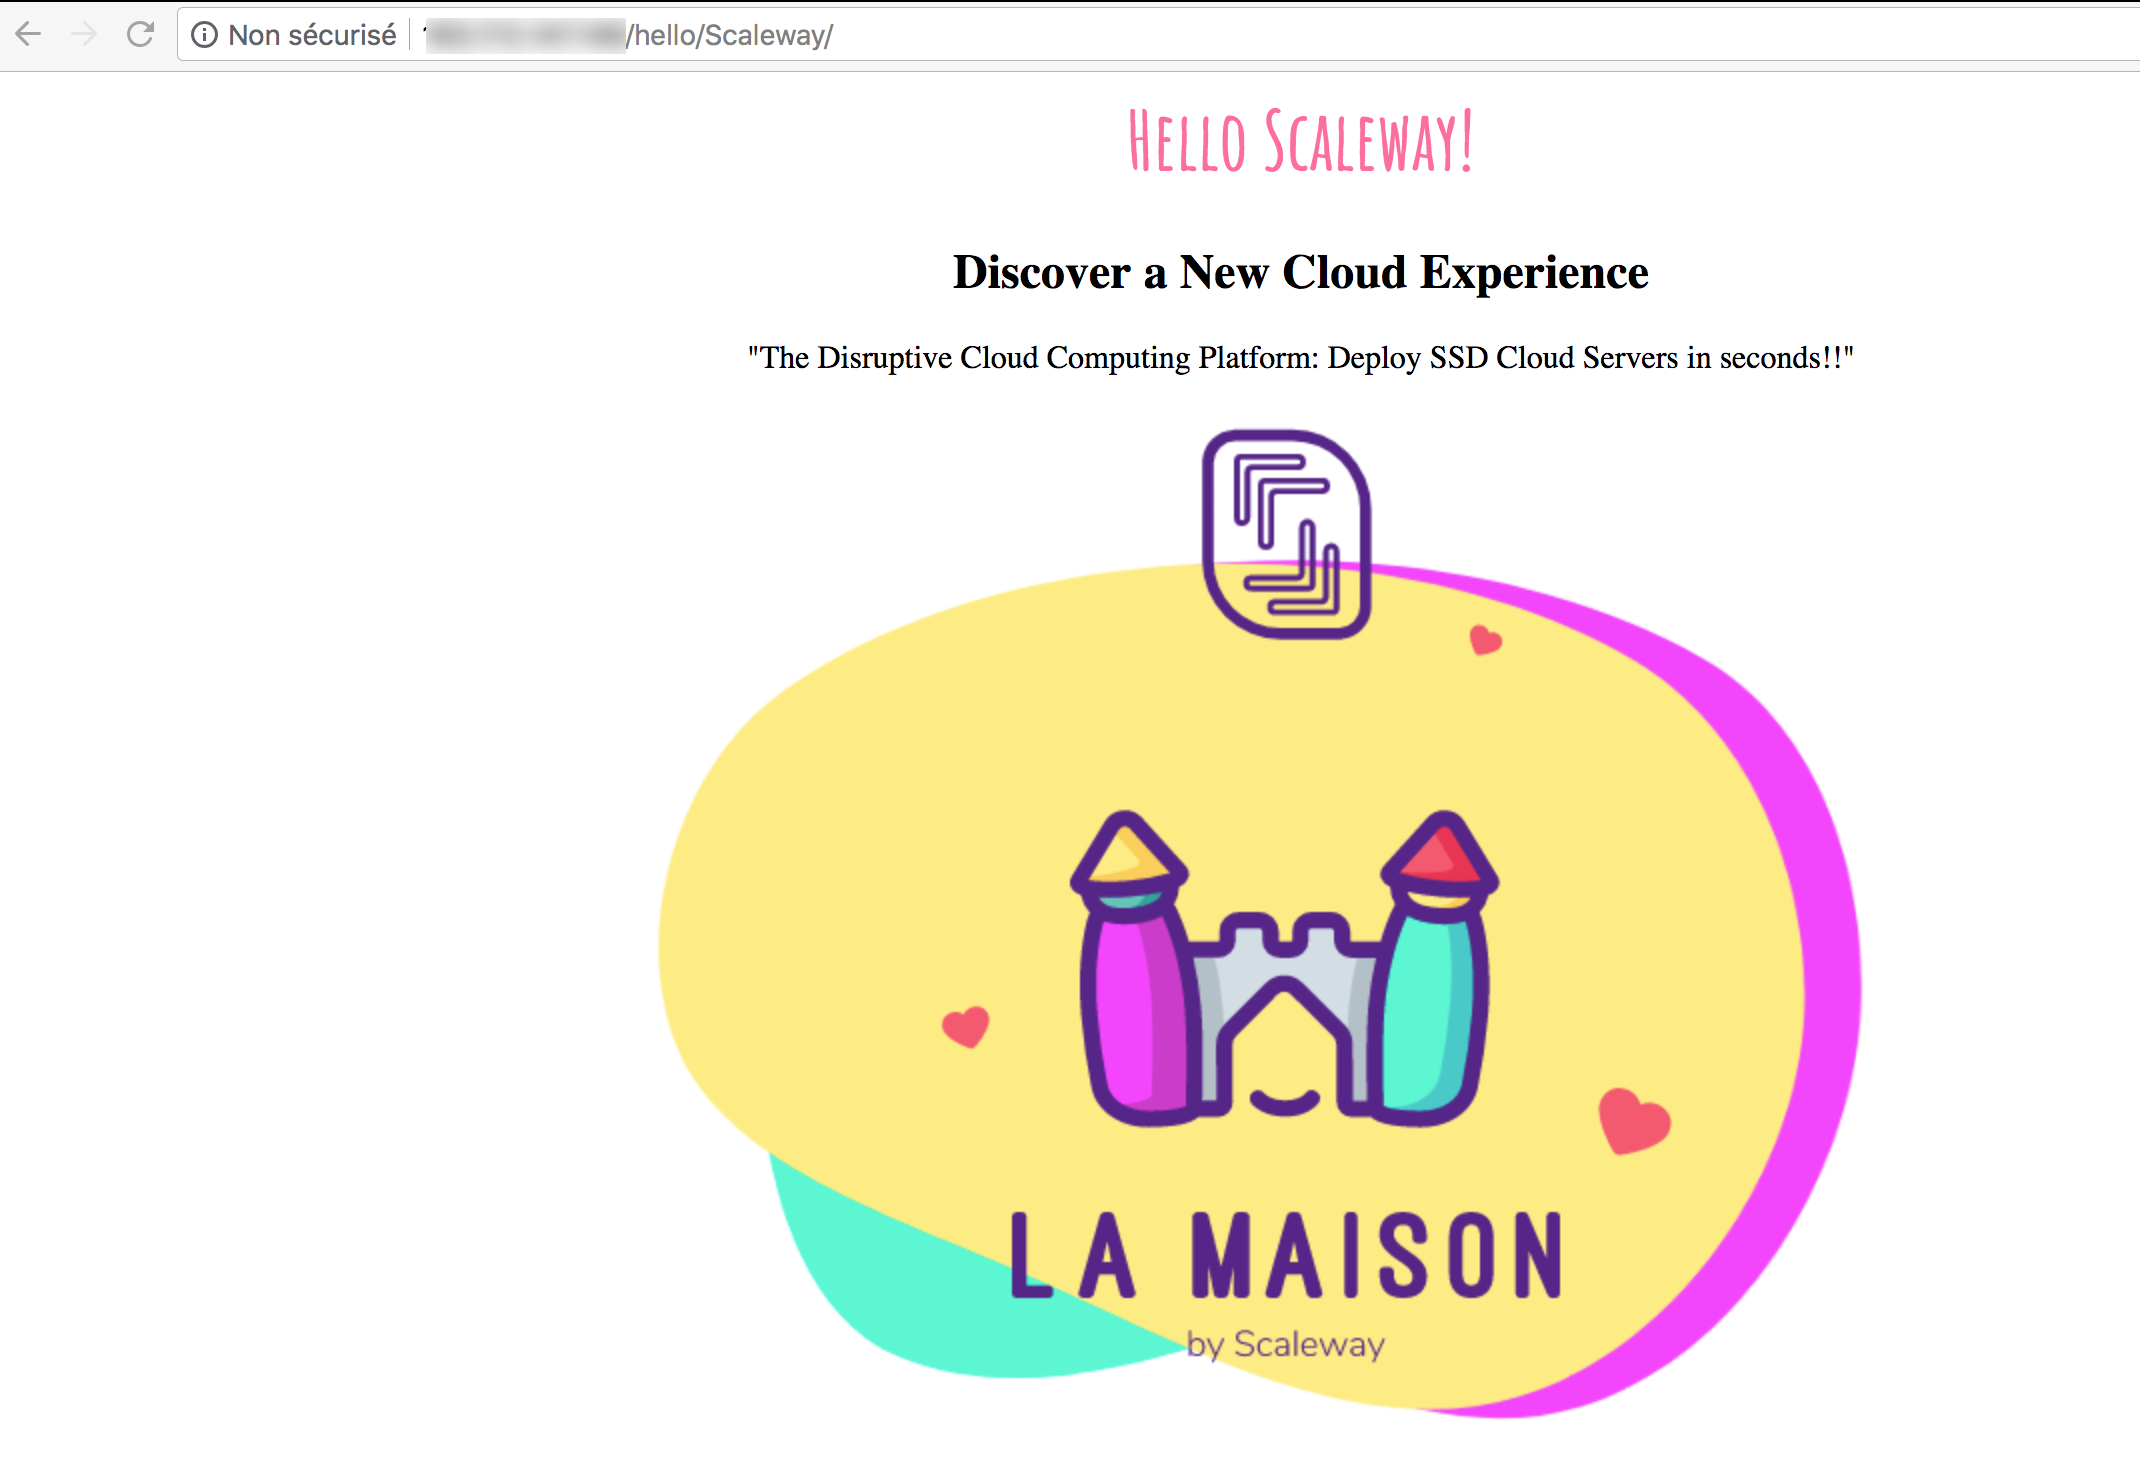 Non sécurisé /hello/Scaleway/
Hello Scaleway!
Discover a New Cloud Experience
"The Disruptive Cloud Computing Platform: Deploy SSD Cloud Servers in seconds!!"
LA MAISON
by Scaleway